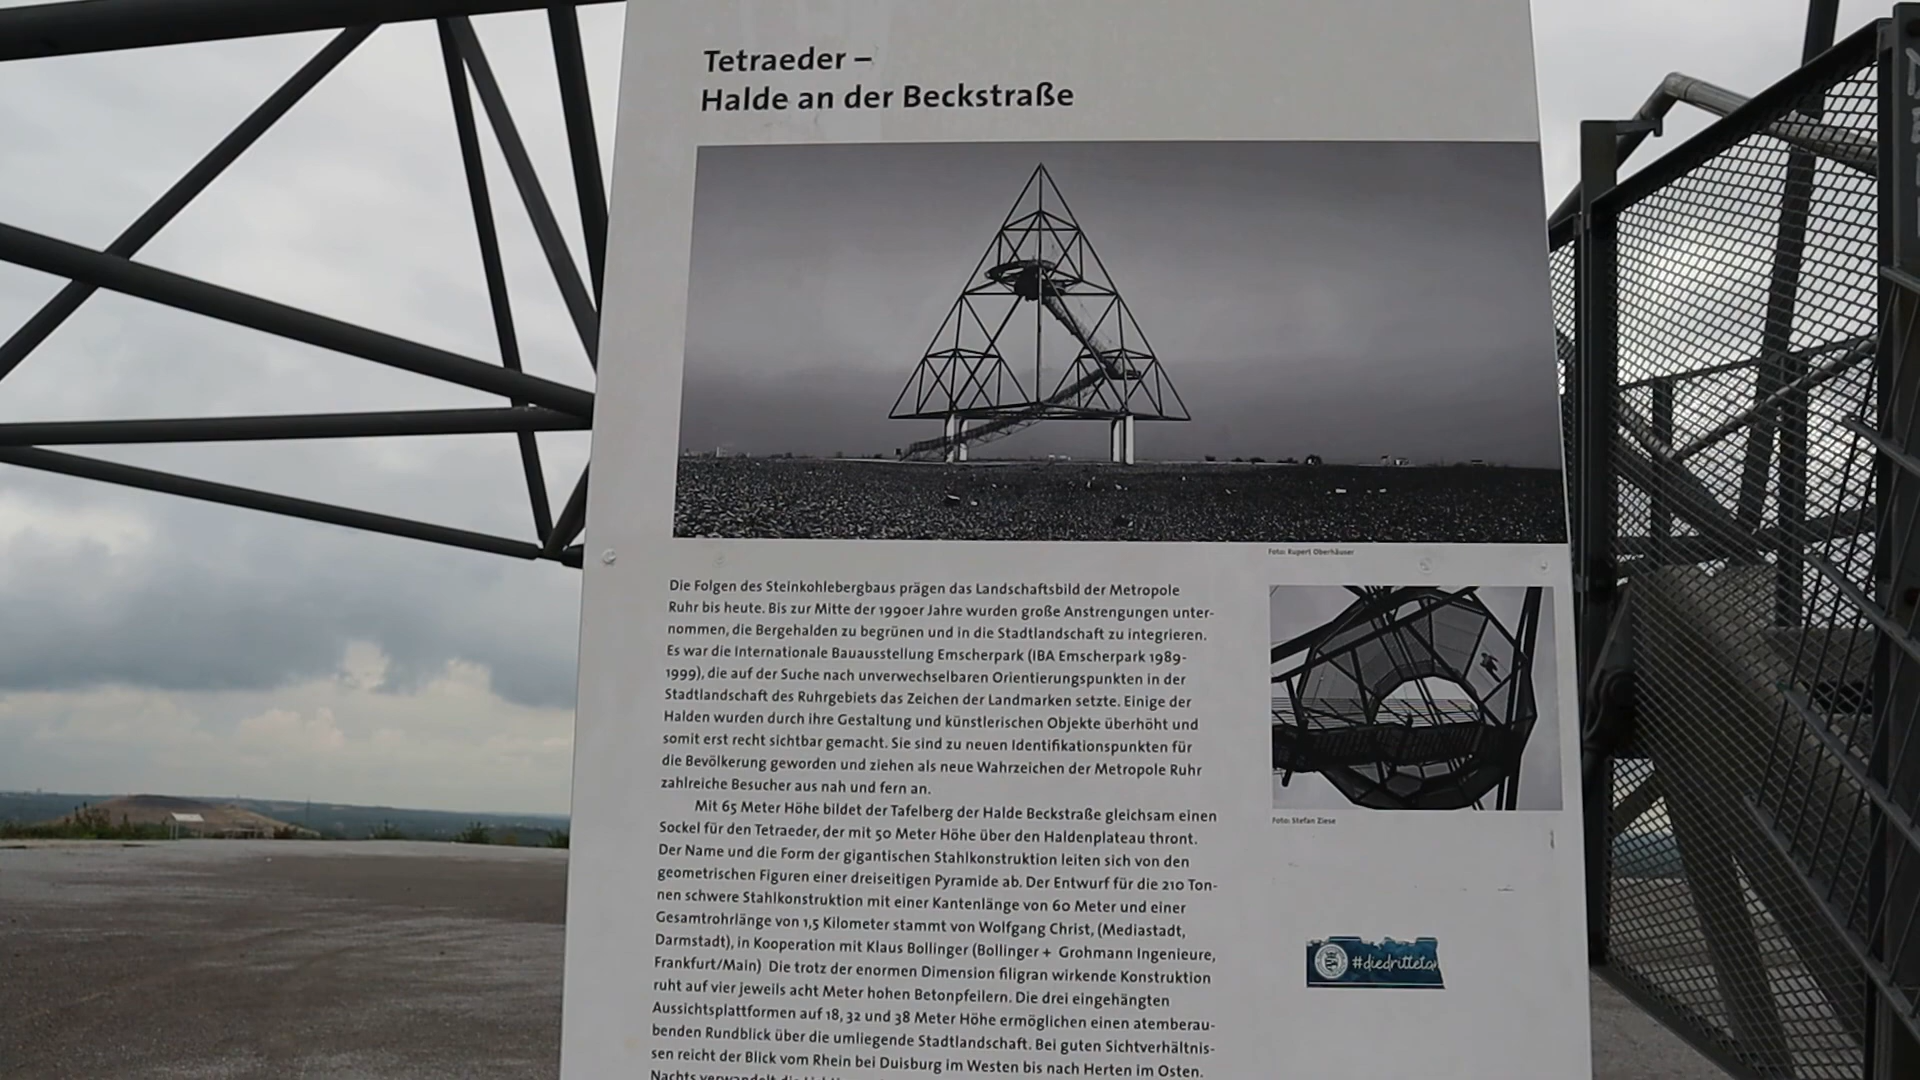 Tetraeder –
Halde an der Beckstraße
Foto: Rupert Oberhäuser
Die Folgen des Steinkohlebergbaus prägen das Landschaftsbild der Metropole
Ruhr bis heute. Bis zur Mitte der 1990er Jahre wurden große Anstrengungen unter-
nommen, die Bergehalden zu begrünen und in die Stadtlandschaft zu integrieren.
Es war die Internationale Bauausstellung Emscherpark (IBA Emscherpark 1989-
1999), die auf der Suche nach unverwechselbaren Orientierungspunkten in der
Stadtlandschaft des Ruhrgebiets das Zeichen der Landmarken setzte. Einige der
Halden wurden durch ihre Gestaltung und künstlerischen Objekte überhöht und
somit erst recht sichtbar gemacht. Sie sind zu neuen Identifikationspunkten für
die Bevölkerung geworden und ziehen als neue Wahrzeichen der Metropole Ruhr
zahlreiche Besucher aus nah und fern an.
Mit 65 Meter Höhe bildet der Tafelberg der Halde Beckstraße gleichsam einen
Sockel für den Tetraeder, der mit 50 Meter Höhe über den Haldenplateau thront.
Der Name und die Form der gigantischen Stahlkonstruktion leiten sich von den
geometrischen Figuren einer dreiseitigen Pyramide ab. Der Entwurf für die 210 Ton-
nen schwere Stahlkonstruktion mit einer Kantenlänge von 60 Meter und einer
Gesamtrohrlänge von 1,5 Kilometer stammt von Wolfgang Christ, (Mediastadt,
Darmstadt), in Kooperation mit Klaus Bollinger (Bollinger + Grohmann Ingenieure,
Frankfurt/Main) Die trotz der enormen Dimension filigran wirkende Konstruktion
ruht auf vier jeweils acht Meter hohen Betonpfeilern. Die drei eingehängten
Aussichtsplattformen auf 18, 32 und 38 Meter Höhe ermöglichen einen atemberau-
benden Rundblick über die umliegende Stadtlandschaft. Bei guten Sichtverhältnis-
sen reicht der Blick vom Rhein bei Duisburg im Westen bis nach Herten im Osten.
Nachts verwandelt die
Foto: Stefan Ziese
#diedritteta